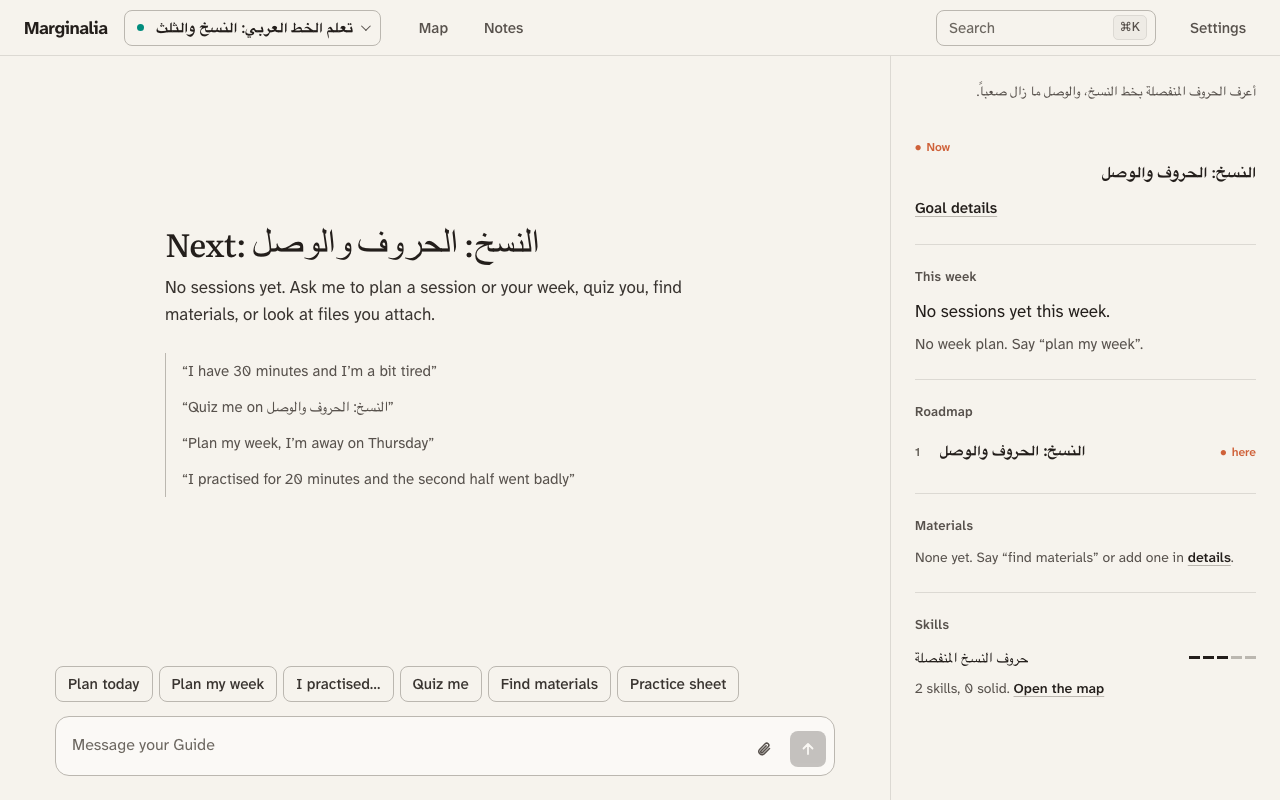 Marginalia
تعلم الخط العربي: النسخ والثلث
Map
Notes
Search
⌘K
Settings
Next: النسخ: الحروف والوصل
No sessions yet. Ask me to plan a session or your week, quiz you, find
materials, or look at files you attach.
“I have 30 minutes and I’m a bit tired”
“Quiz me on النسخ: الحروف والوصل”
“Plan my week, I’m away on Thursday”
“I practised for 20 minutes and the second half went badly”
Plan today
Plan my week
I practised…
Quiz me
Find materials
Practice sheet
Message your Guide
أعرف الحروف المنفصلة بخط النسخ، والوصل ما زال صعباً.
Now
النسخ: الحروف والوصل
Goal details
This week
No sessions yet this week.
No week plan. Say “plan my week”.
Roadmap
1 النسخ: الحروف والوصل
here
Materials
None yet. Say “find materials” or add one in details.
Skills
حروف النسخ المنفصلة
2 skills, 0 solid. Open the map